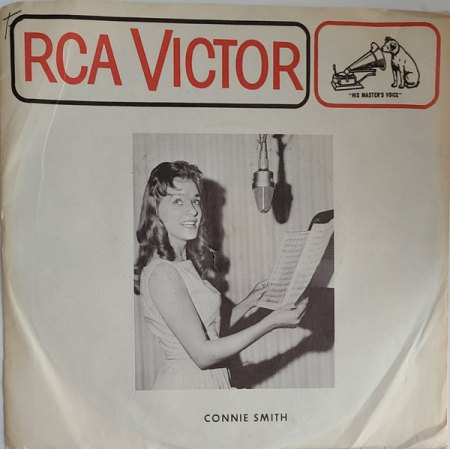 RCA VICTOR
"HIS MASTER'S VOICE"
CONNIE SMITH